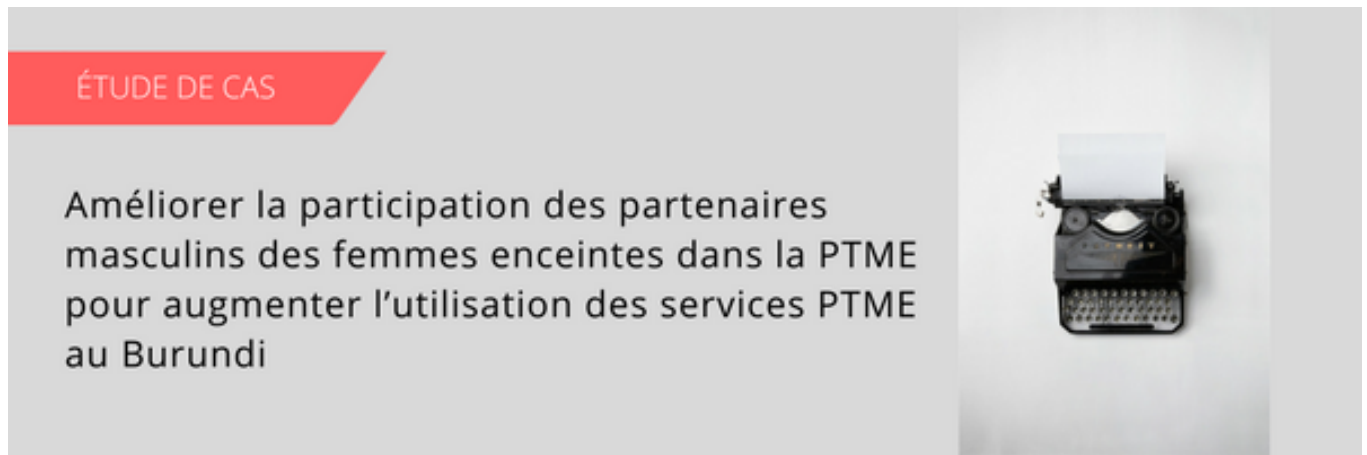 ÉTUDE DE CAS
Améliorer la participation des partenaires
masculins des femmes enceintes dans la PTME
pour augmenter l’utilisation des services PTME
au Burundi